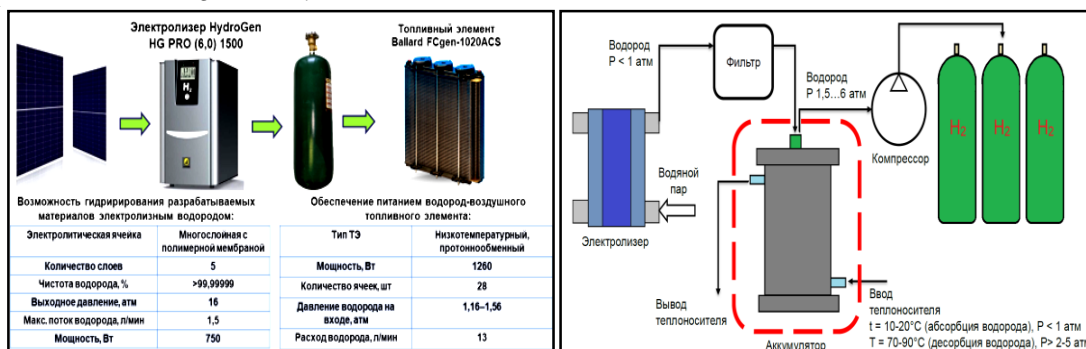 Электролизер HydroGen
HG PRO (6,0) 1500
Топливный элемент
Ballard FCgen-1020ACS
H₂
Возможность гидририрования разрабатываемых
материалов электролизным водородом:
Электролитическая ячейка
Многослойная с
полимерной мембраной
Количество слоев
5
Чистота водорода, %
>99,99999
Выходное давление, атм
16
Макс. поток водорода, л/мин
1,5
Мощность, Вт
750
Обеспечение питанием водород-воздушного
топливного элемента:
Тип ТЭ
Низкотемпературный,
протоннообменный
Мощность, Вт
1260
Количество ячеек, шт
28
Давление водорода на
входе, атм
1,16–1,56
Расход водорода, л/мин
13
Водород
P < 1 атм
Фильтр
Водород
P 1,5…6 атм
Компрессор
H₂
H₂
H₂
Водяной
пар
Электролизер
Вывод
теплоносителя
Аккумулятор
Ввод
теплоносителя
t = 10-20°C (абсорбция водорода), P < 1 атм
T = 70-90°C (десорбция водорода), P> 2-5 атм